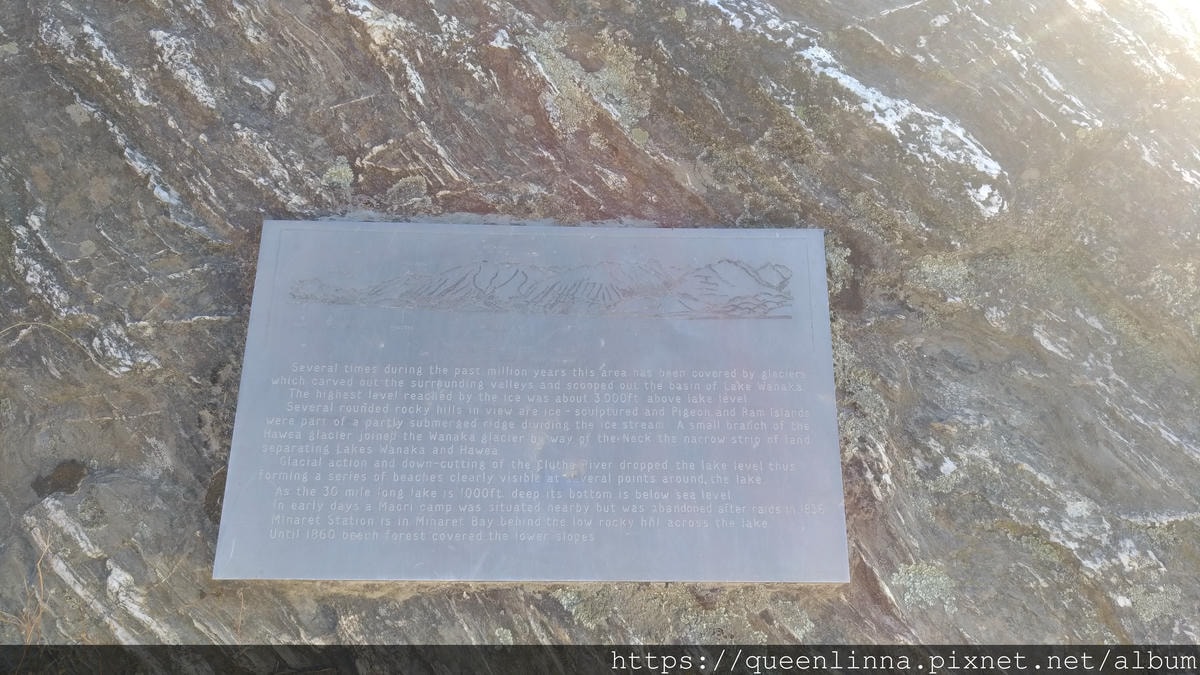 Several times during the past million years this area has been covered by glaciers
which carved out the surrounding valleys and scooped out the basin of Lake Wanaka.
The highest level reached by the ice was about 3,000ft. above lake level
Several rounded rocky hills in view are ice-sculptured and Pigeon and Ram Islands
were part of a partly submerged ridge dividing the ice stream. A small branch of the
Hawea glacier joined the Wanaka glacier by way of the Neck the narrow strip of land
separating Lakes Wanaka and Hawea
Glacial action and down-cutting of the Clutha River dropped the lake level thus
forming a series of beaches clearly visible at several points around the lake
As the 30 mile long lake is 1000ft. deep its bottom is below sea level
In early days a Maori camp was situated nearby but was abandoned after raids in 1836
Minaret Station is in Minaret Bay behind the low rocky hill across the lake
Until 1860 beech forest covered the lower slopes
https://queenlinna.pixnet.net/album